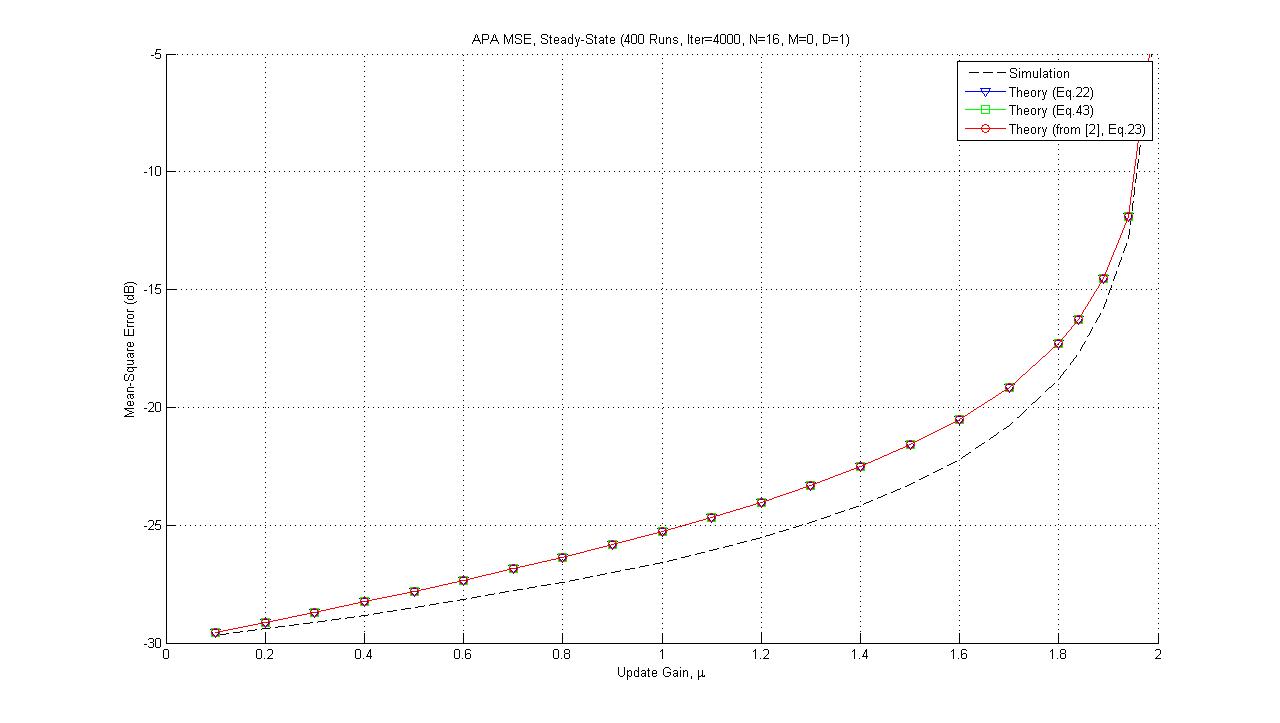 APA MSE, Steady-State (400 Runs, Iter=4000, N=16, M=0, D=1)
-5
Simulation
Theory (Eq.22)
Theory (Eq.43)
Theory (from [2], Eq.23)
-10
-15
Mean-Square Error (dB)
-20
-25
-30
0 0.2 0.4 0.6 0.8 1 1.2 1.4 1.6 1.8 2
Update Gain, μ